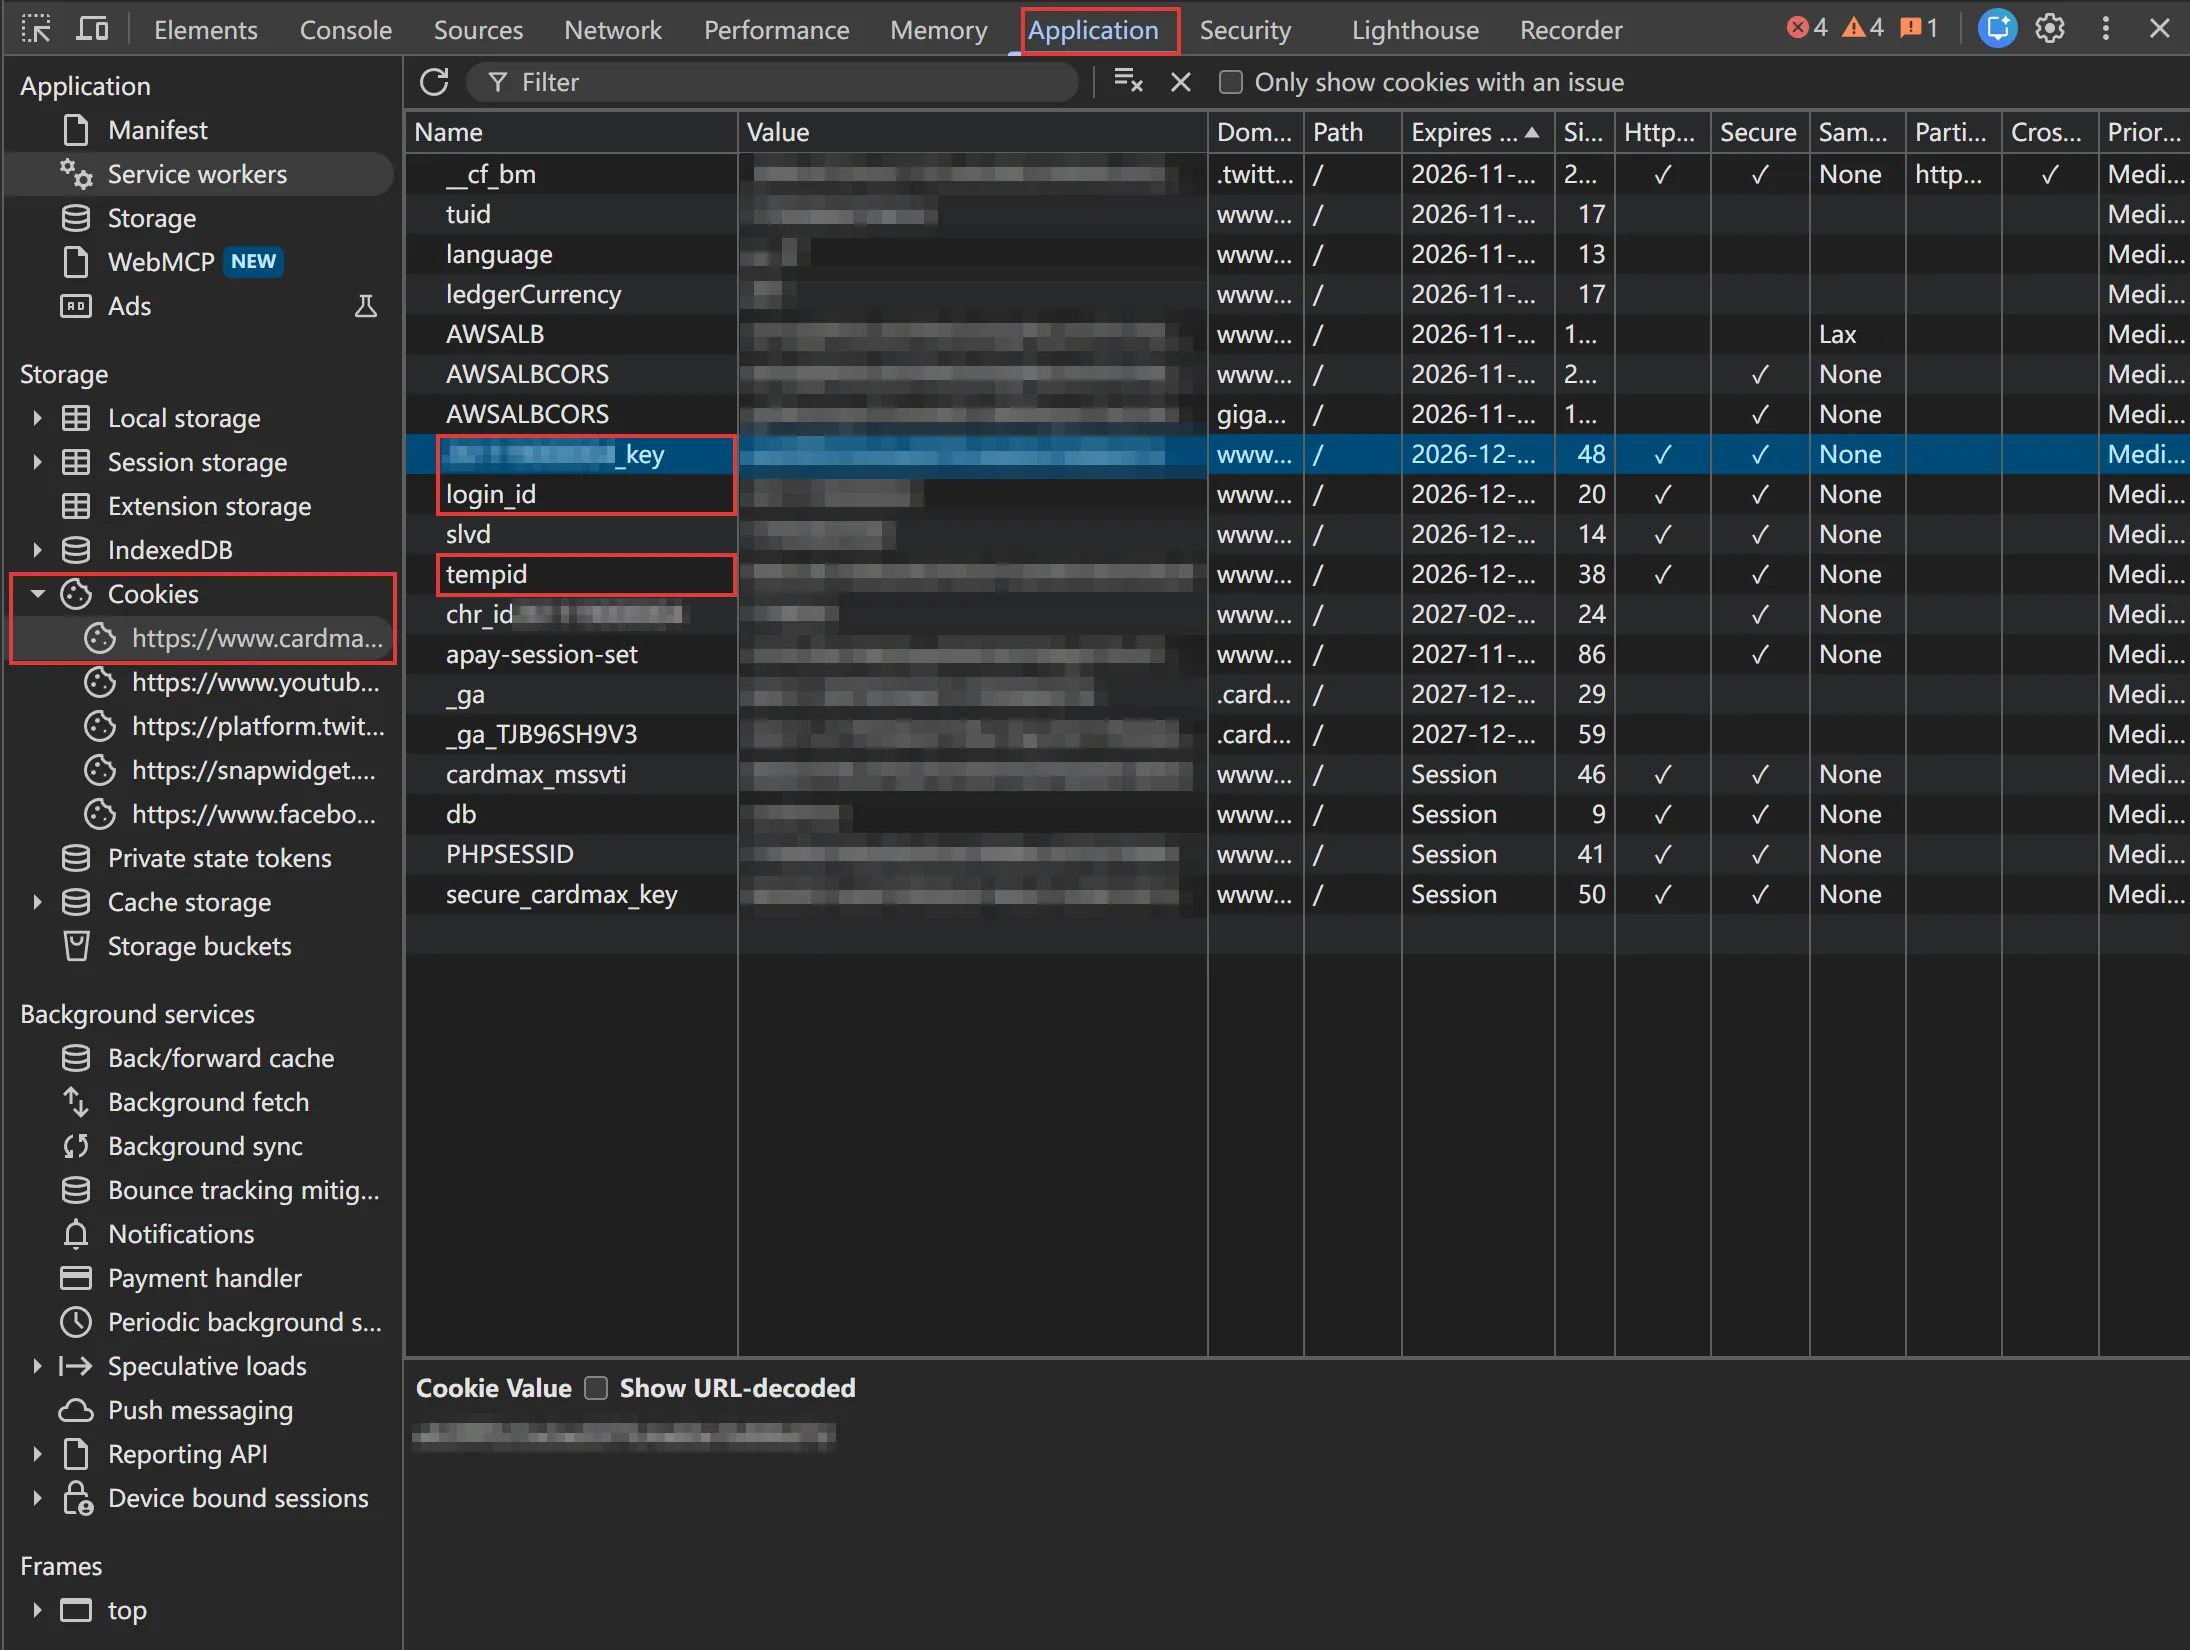 Elements Console Sources Network Performance Memory Application Security Lighthouse Recorder 4 4 1
Application
Manifest
Service workers
Storage
WebMCP NEW
Ads
Storage
Local storage
Session storage
Extension storage
IndexedDB
Cookies
https://www.cardma...
https://www.youtub...
https://platform.twit...
https://snapwidget....
https://www.facebo...
Private state tokens
Cache storage
Storage buckets
Background services
Back/forward cache
Background fetch
Background sync
Bounce tracking mitig...
Notifications
Payment handler
Periodic background s...
Speculative loads
Push messaging
Reporting API
Device bound sessions
Frames
top
Filter Only show cookies with an issue
Name Value Dom... Path Expires ... Si... Http... Secure Sam... Parti... Cros... Prior...
__cf_bm .twitt... / 2026-11-... 2... ✓ ✓ None http... ✓ Medi...
tuid www... / 2026-11-... 17 Medi...
language www... / 2026-11-... 13 Medi...
ledgerCurrency www... / 2026-11-... 17 Medi...
AWSALB www... / 2026-11-... 1... Lax Medi...
AWSALBCORS www... / 2026-11-... 2... ✓ None Medi...
AWSALBCORS giga... / 2026-11-... 1... ✓ None Medi...
_key www... / 2026-12-... 48 ✓ ✓ None Medi...
login_id www... / 2026-12-... 20 ✓ ✓ None Medi...
slvd www... / 2026-12-... 14 ✓ ✓ None Medi...
tempid www... / 2026-12-... 38 ✓ ✓ None Medi...
chr_id www... / 2027-02-... 24 ✓ None Medi...
apay-session-set www... / 2027-11-... 86 ✓ None Medi...
_ga .card... / 2027-12-... 29 Medi...
_ga_TJB96SH9V3 .card... / 2027-12-... 59 Medi...
cardmax_mssvti www... / Session 46 ✓ ✓ None Medi...
db www... / Session 9 ✓ ✓ None Medi...
PHPSESSID www... / Session 41 ✓ ✓ None Medi...
secure_cardmax_key www... / Session 50 ✓ ✓ None Medi...
Cookie Value Show URL-decoded